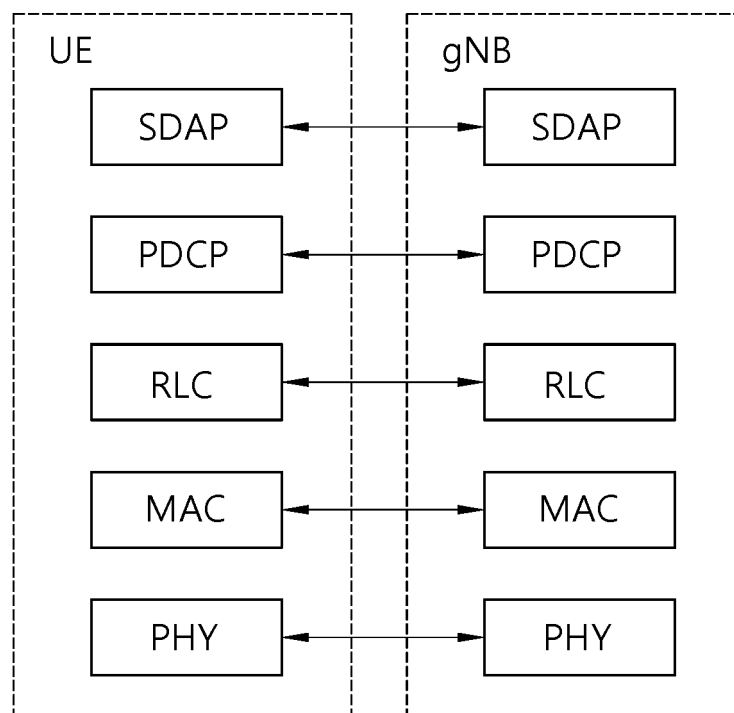 UE gNB
SDAP SDAP
PDCP PDCP
RLC RLC
MAC MAC
PHY PHY